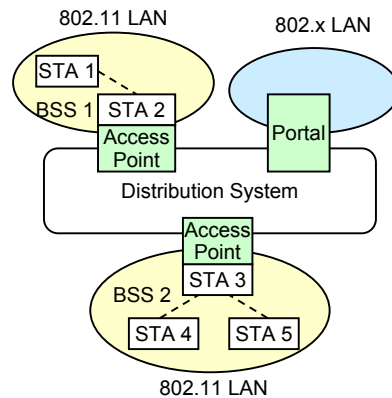 802.11 LAN
802.x LAN
STA 1
BSS 1
STA 2
Access
Point
Portal
Distribution System
Access
Point
STA 3
BSS 2
STA 4
STA 5
802.11 LAN